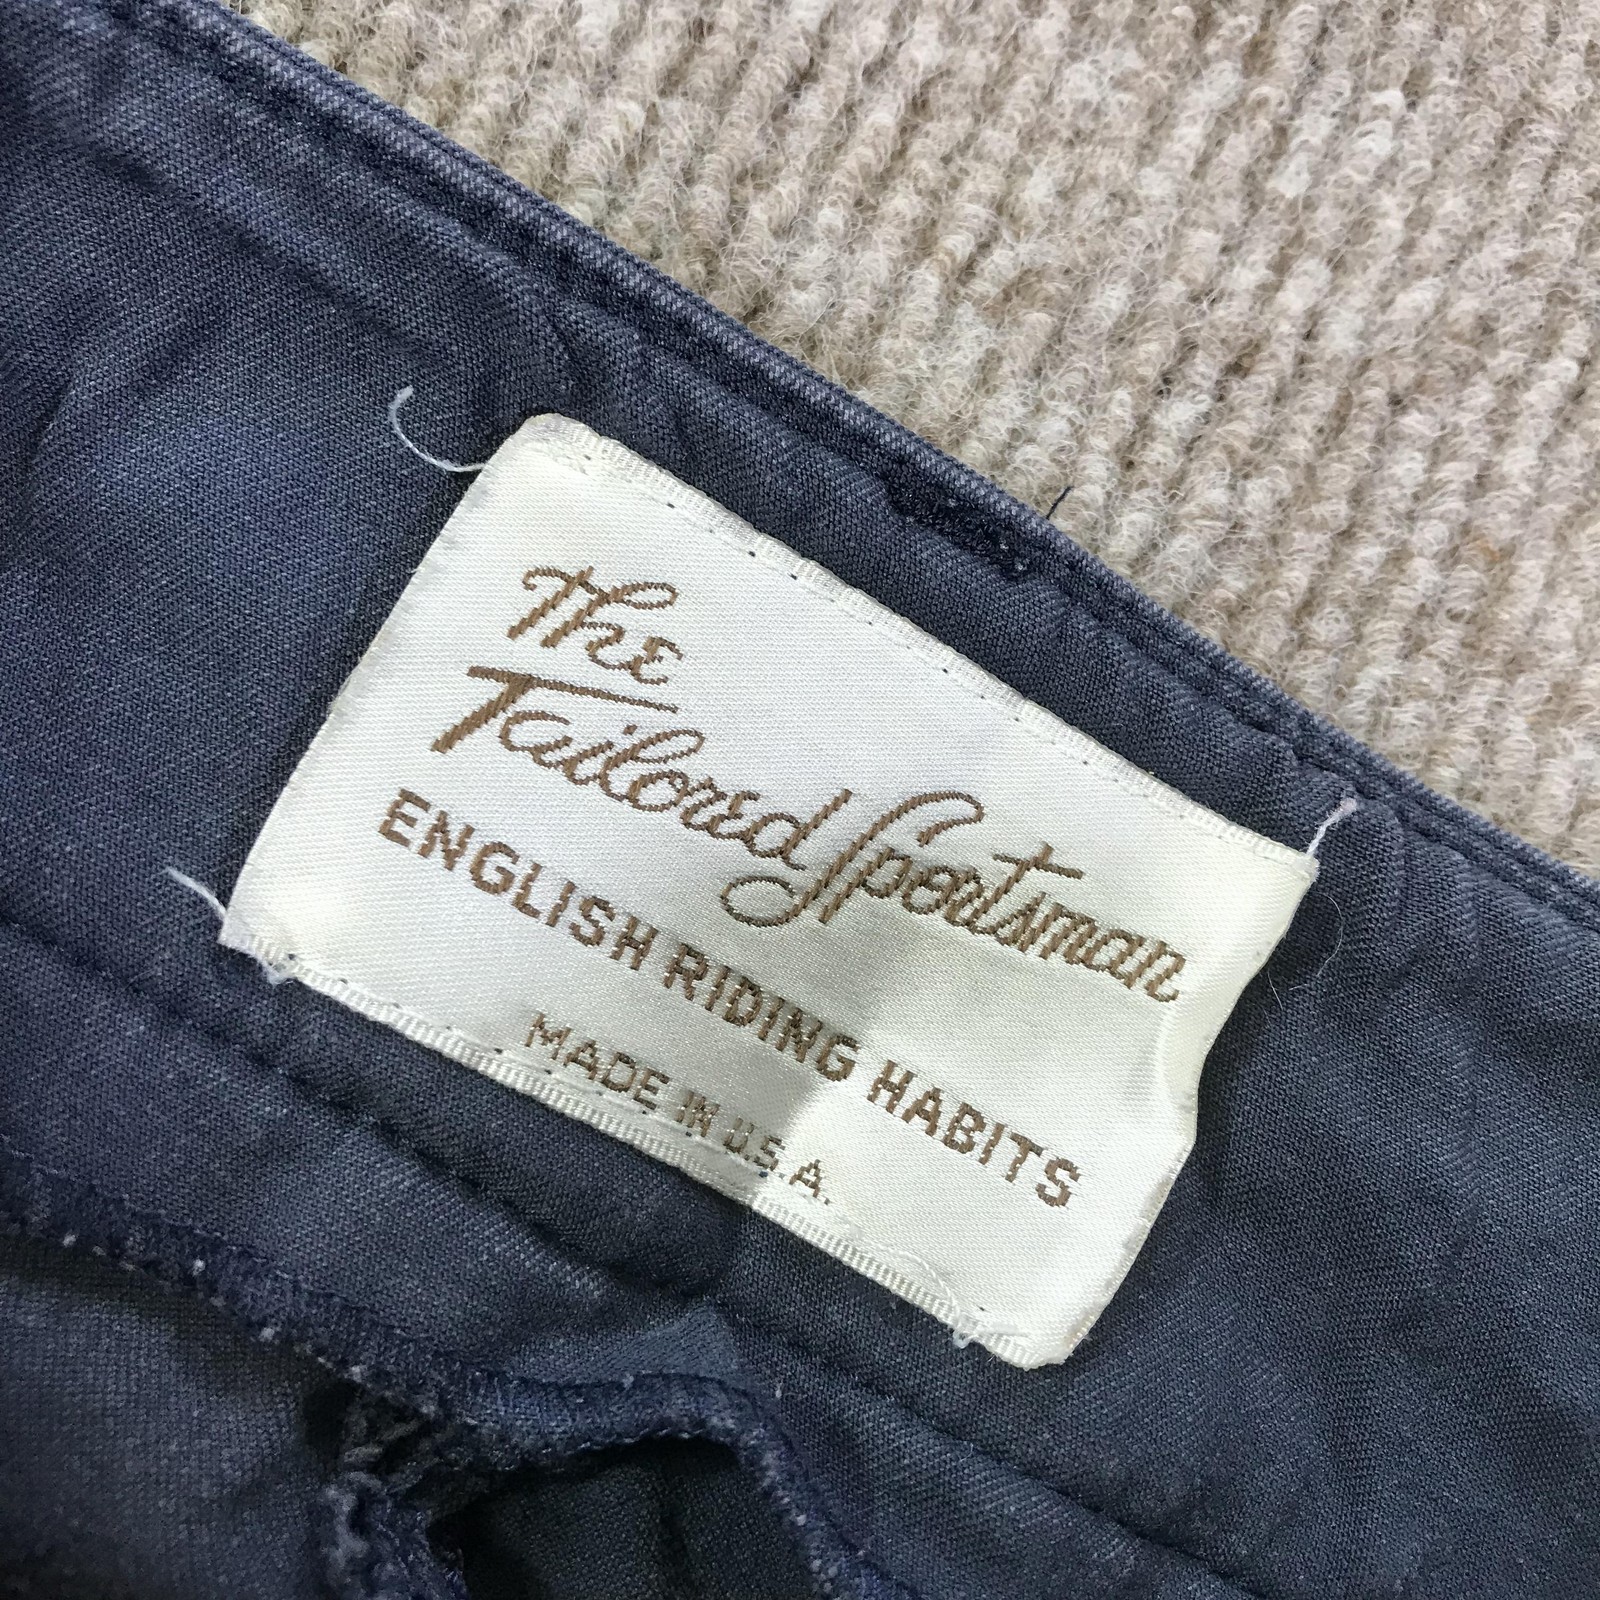 The
Tailored Sportsman
ENGLISH RIDING HABITS
MADE IN U.S.A.